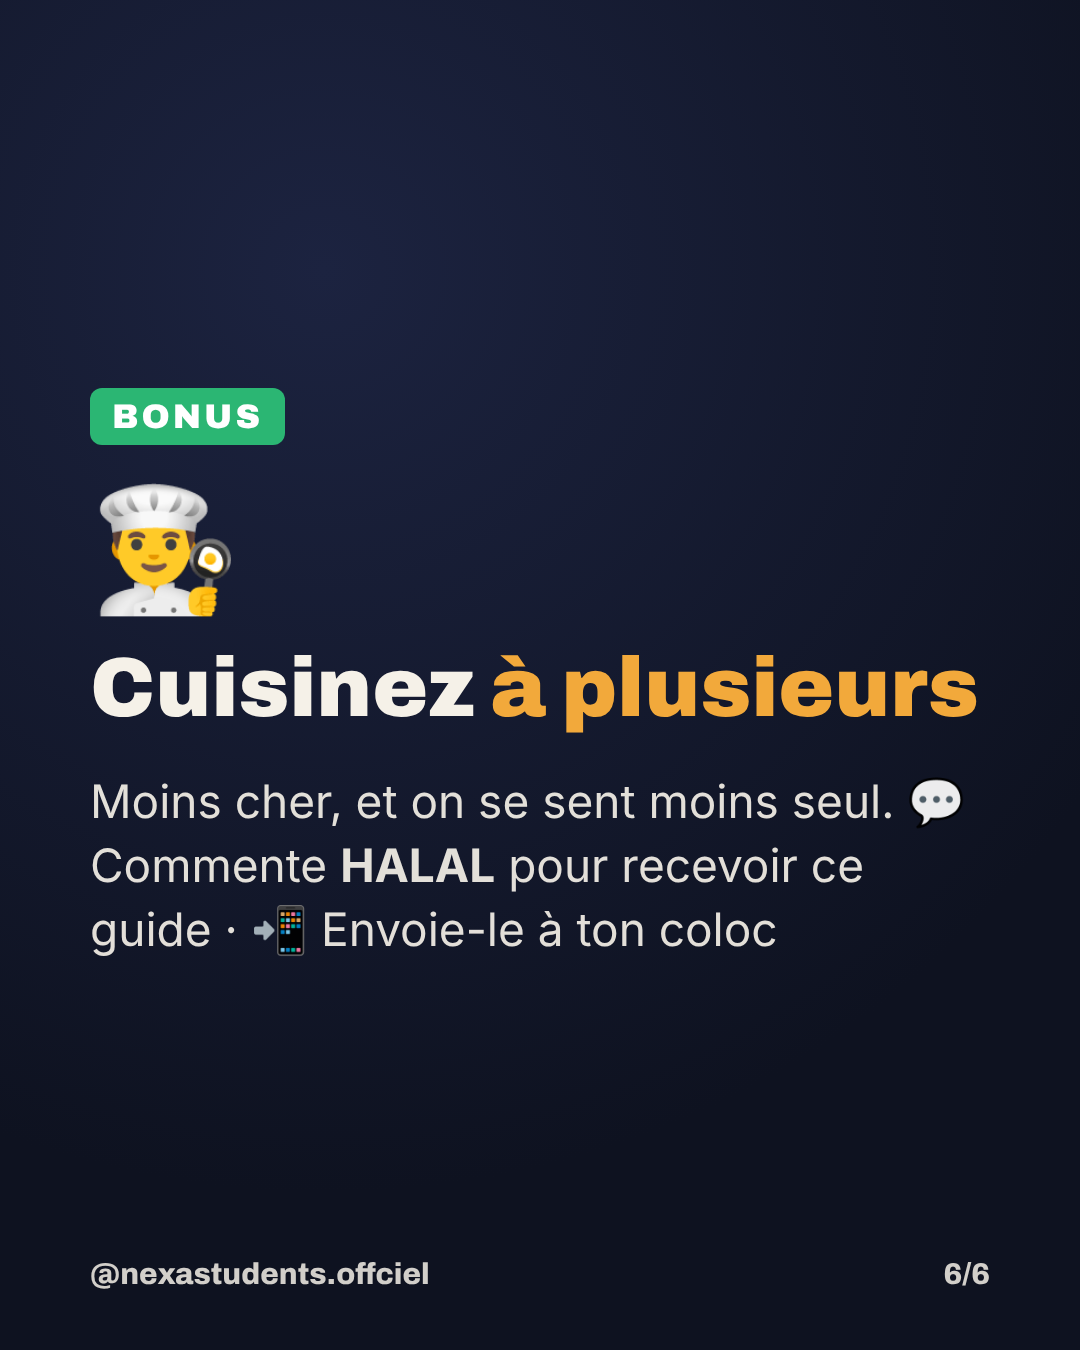 BONUS
Cuisinez à plusieurs
Moins cher, et on se sent moins seul. 💬
Commente HALAL pour recevoir ce
guide · 📲 Envoie-le à ton coloc
@nexastudents.offciel
6/6